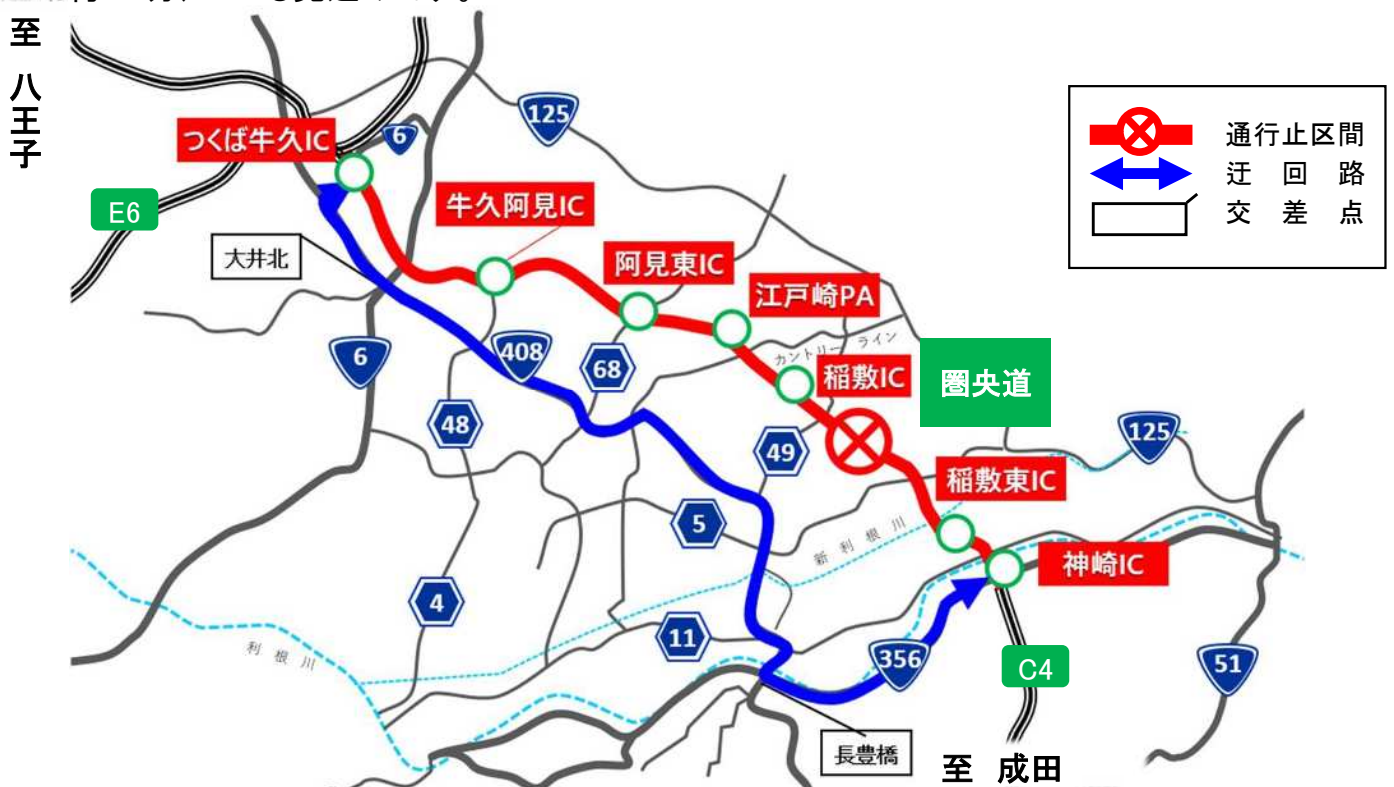 至 八王子
つくば牛久IC
6
125
E6
牛久阿見IC
大井北
阿見東IC
江戸崎PA
通行止区間
迂回路
交差点
カントリーライン
圏央道
6
408
68
稲敷IC
48
49
125
稲敷東IC
5
新利根川
神崎IC
4
利根川
11
356
C4
51
長豊橋
至 成田